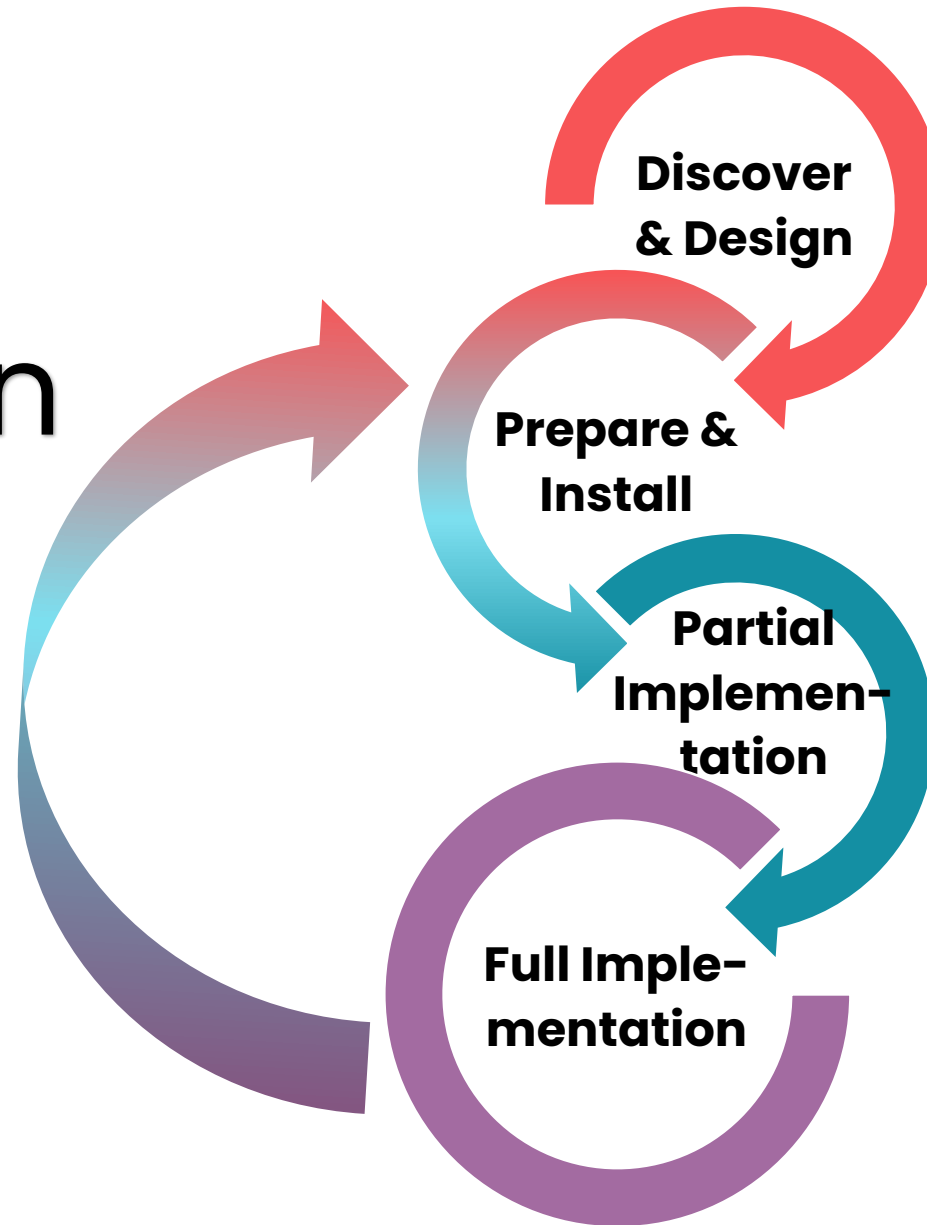 Discover
& Design
n
Prepare &
Install
Partial
Implemen-
tation
Full Imple-
mentation